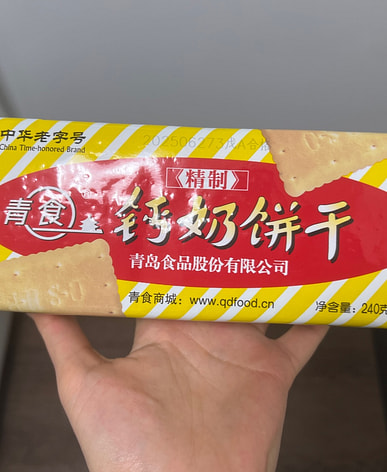 中华老字号
China Time-honored Brand
《精制》
青食
钙奶饼干
青岛食品股份有限公司
青食商城：www.qdfood.cn
净含量：240克